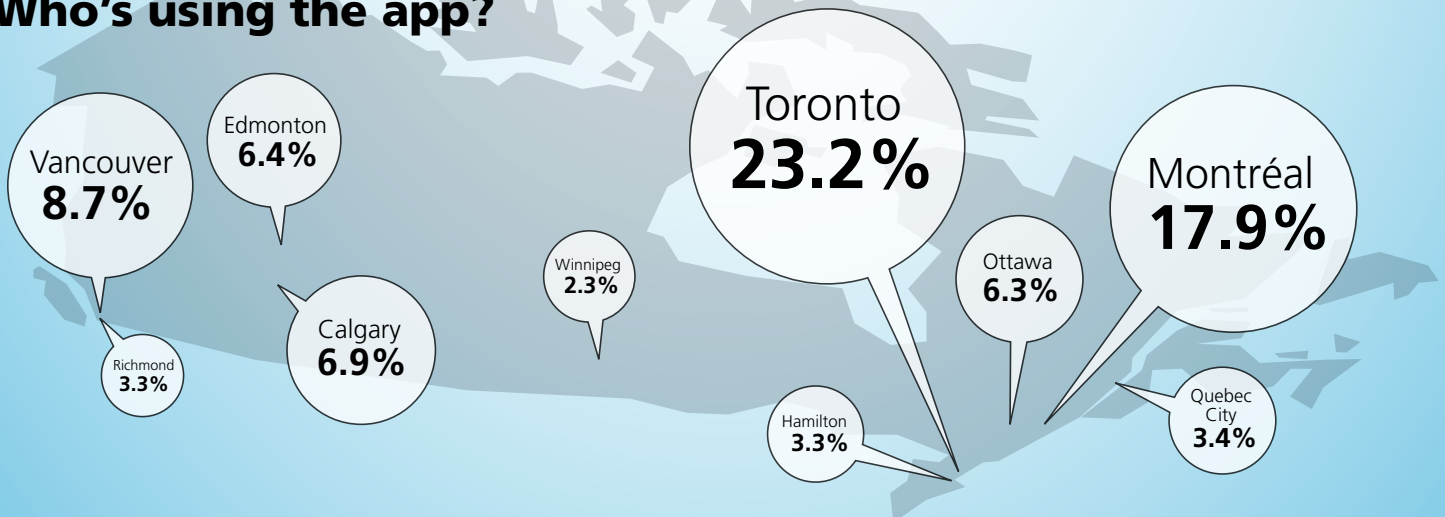 Who's using the app?
Vancouver
8.7%
Edmonton
6.4%
Richmond
3.3%
Calgary
6.9%
Winnipeg
2.3%
Toronto
23.2%
Hamilton
3.3%
Ottawa
6.3%
Montréal
17.9%
Quebec
City
3.4%